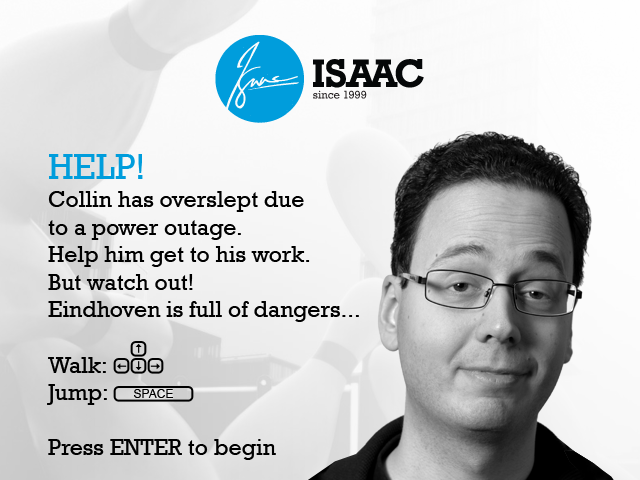 Isaac
ISAAC
since 1999
HELP!
Collin has overslept due
to a power outage.
Help him get to his work.
But watch out!
Eindhoven is full of dangers...
Walk: ↑ ← ↓ →
Jump: SPACE
Press ENTER to begin